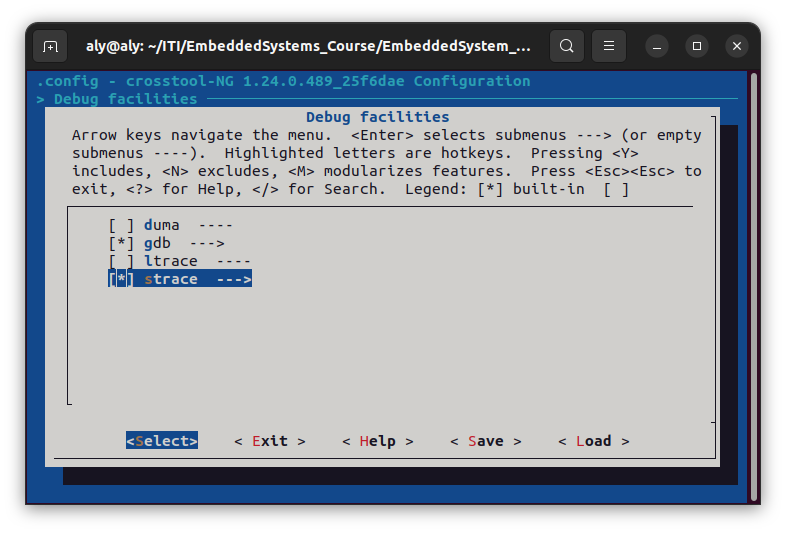 aly@aly: ~/ITI/EmbeddedSystems_Course/EmbeddedSystem_...
.config - crosstool-NG 1.24.0.489_25f6dae Configuration
> Debug facilities
Debug facilities
Arrow keys navigate the menu.  <Enter> selects submenus ---> (or empty
submenus ----).  Highlighted letters are hotkeys.  Pressing <Y>
includes, <N> excludes, <M> modularizes features.  Press <Esc><Esc> to
exit, <?> for Help, </> for Search.  Legend: [*] built-in  [ ]
[ ] duma  ----
[*] gdb  --->
[ ] ltrace  ----
[*] strace  --->
<Select>    < Exit >    < Help >    < Save >    < Load >